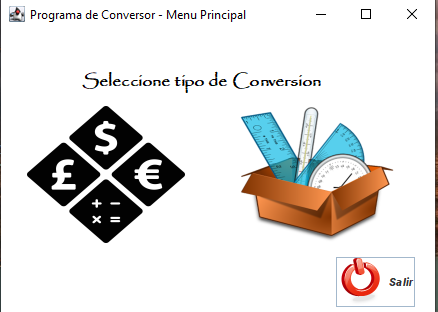 Programa de Conversor - Menu Principal
Seleccione tipo de Conversion
$
£ €
+ −
× =
Salir